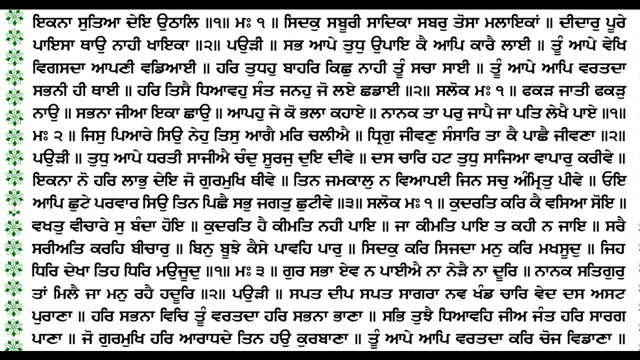 ਇਕਨਾ ਸੁਤਿਆ ਦੇਇ ਉਠਾਲਿ ॥੧॥ ਮਃ ੧ ॥ ਸਿਦਕੁ ਸਬੂਰੀ ਸਾਦਿਕਾ ਸਬਰੁ ਤੋਸਾ ਮਲਾਇਕਾਂ ॥ ਦੀਦਾਰੁ ਪੂਰੇ
ਪਾਇਸਾ ਥਾਉ ਨਾਹੀ ਖਾਇਕਾ ॥੨॥ ਪਉੜੀ ॥ ਸਭ ਆਪੇ ਤੁਧੁ ਉਪਾਇ ਕੈ ਆਪਿ ਕਾਰੈ ਲਾਈ ॥ ਤੂੰ ਆਪੇ ਵੇਖਿ
ਵਿਗਸਦਾ ਆਪਣੀ ਵਡਿਆਈ ॥ ਹਰਿ ਤੁਧਹੁ ਬਾਹਰਿ ਕਿਛੁ ਨਾਹੀ ਤੂੰ ਸਚਾ ਸਾਈ ॥ ਤੂੰ ਆਪੇ ਆਪਿ ਵਰਤਦਾ
ਸਭਨੀ ਹੀ ਥਾਈ ॥ ਹਰਿ ਤਿਸੈ ਧਿਆਵਹੁ ਸੰਤ ਜਨਹੁ ਜੋ ਲਏ ਛਡਾਈ ॥੨॥ ਸਲੋਕ ਮਃ ੧ ॥ ਫਕੜ ਜਾਤੀ ਫਕੜੁ
ਨਾਉ ॥ ਸਭਨਾ ਜੀਆ ਇਕਾ ਛਾਉ ॥ ਆਪਹੁ ਜੇ ਕੋ ਭਲਾ ਕਹਾਏ ॥ ਨਾਨਕ ਤਾ ਪਰੁ ਜਾਪੈ ਜਾ ਪਤਿ ਲੇਖੈ ਪਾਏ ॥੧॥
ਮਃ ੨ ॥ ਜਿਸੁ ਪਿਆਰੇ ਸਿਉ ਨੇਹੁ ਤਿਸੁ ਆਗੈ ਮਰਿ ਚਲੀਐ ॥ ਧ੍ਰਿਗੁ ਜੀਵਣੁ ਸੰਸਾਰਿ ਤਾ ਕੈ ਪਾਛੈ ਜੀਵਣਾ ॥੨॥
ਪਉੜੀ ॥ ਤੁਧੁ ਆਪੇ ਧਰਤੀ ਸਾਜੀਐ ਚੰਦੁ ਸੂਰਜੁ ਦੁਇ ਦੀਵੇ ॥ ਦਸ ਚਾਰਿ ਹਟ ਤੁਧੁ ਸਾਜਿਆ ਵਾਪਾਰੁ ਕਰੀਵੇ ॥
ਇਕਨਾ ਨੋ ਹਰਿ ਲਾਭੁ ਦੇਇ ਜੋ ਗੁਰਮੁਖਿ ਥੀਵੇ ॥ ਤਿਨ ਜਮਕਾਲੁ ਨ ਵਿਆਪਈ ਜਿਨ ਸਚੁ ਅੰਮ੍ਰਿਤੁ ਪੀਵੇ ॥ ਓਇ
ਆਪਿ ਛੁਟੇ ਪਰਵਾਰ ਸਿਉ ਤਿਨ ਪਿਛੈ ਸਭੁ ਜਗਤੁ ਛੁਟੀਵੇ ॥੩॥ ਸਲੋਕ ਮਃ ੧ ॥ ਕੁਦਰਤਿ ਕਰਿ ਕੈ ਵਸਿਆ ਸੋਇ ॥
ਵਖਤੁ ਵੀਚਾਰੇ ਸੁ ਬੰਦਾ ਹੋਇ ॥ ਕੁਦਰਤਿ ਹੈ ਕੀਮਤਿ ਨਹੀ ਪਾਇ ॥ ਜਾ ਕੀਮਤਿ ਪਾਇ ਤ ਕਹੀ ਨ ਜਾਇ ॥ ਸਰੈ
ਸਰੀਅਤਿ ਕਰਹਿ ਬੀਚਾਰੁ ॥ ਬਿਨੁ ਬੂਝੇ ਕੈਸੇ ਪਾਵਹਿ ਪਾਰੁ ॥ ਸਿਦਕੁ ਕਰਿ ਸਿਜਦਾ ਮਨੁ ਕਰਿ ਮਖਸੂਦੁ ॥ ਜਿਹ
ਧਿਰਿ ਦੇਖਾ ਤਿਹ ਧਿਰਿ ਮਉਜੂਦੁ ॥੧॥ ਮਃ ੩ ॥ ਗੁਰ ਸਭਾ ਏਵ ਨ ਪਾਈਐ ਨਾ ਨੇੜੈ ਨਾ ਦੂਰਿ ॥ ਨਾਨਕ ਸਤਿਗੁਰੁ
ਤਾਂ ਮਿਲੈ ਜਾ ਮਨੁ ਰਹੈ ਹਦੂਰਿ ॥੨॥ ਪਉੜੀ ॥ ਸਪਤ ਦੀਪ ਸਪਤ ਸਾਗਰਾ ਨਵ ਖੰਡ ਚਾਰਿ ਵੇਦ ਦਸ ਅਸਟ
ਪੁਰਾਣਾ ॥ ਹਰਿ ਸਭਨਾ ਵਿਚਿ ਤੂੰ ਵਰਤਦਾ ਹਰਿ ਸਭਨਾ ਭਾਣਾ ॥ ਸਭਿ ਤੁਝੈ ਧਿਆਵਹਿ ਜੀਅ ਜੰਤ ਹਰਿ ਸਾਰਗ
ਪਾਣਾ ॥ ਜੋ ਗੁਰਮੁਖਿ ਹਰਿ ਆਰਾਧਦੇ ਤਿਨ ਹਉ ਕੁਰਬਾਣਾ ॥ ਤੂੰ ਆਪੇ ਆਪਿ ਵਰਤਦਾ ਕਰਿ ਚੋਜ ਵਿਡਾਣਾ ॥